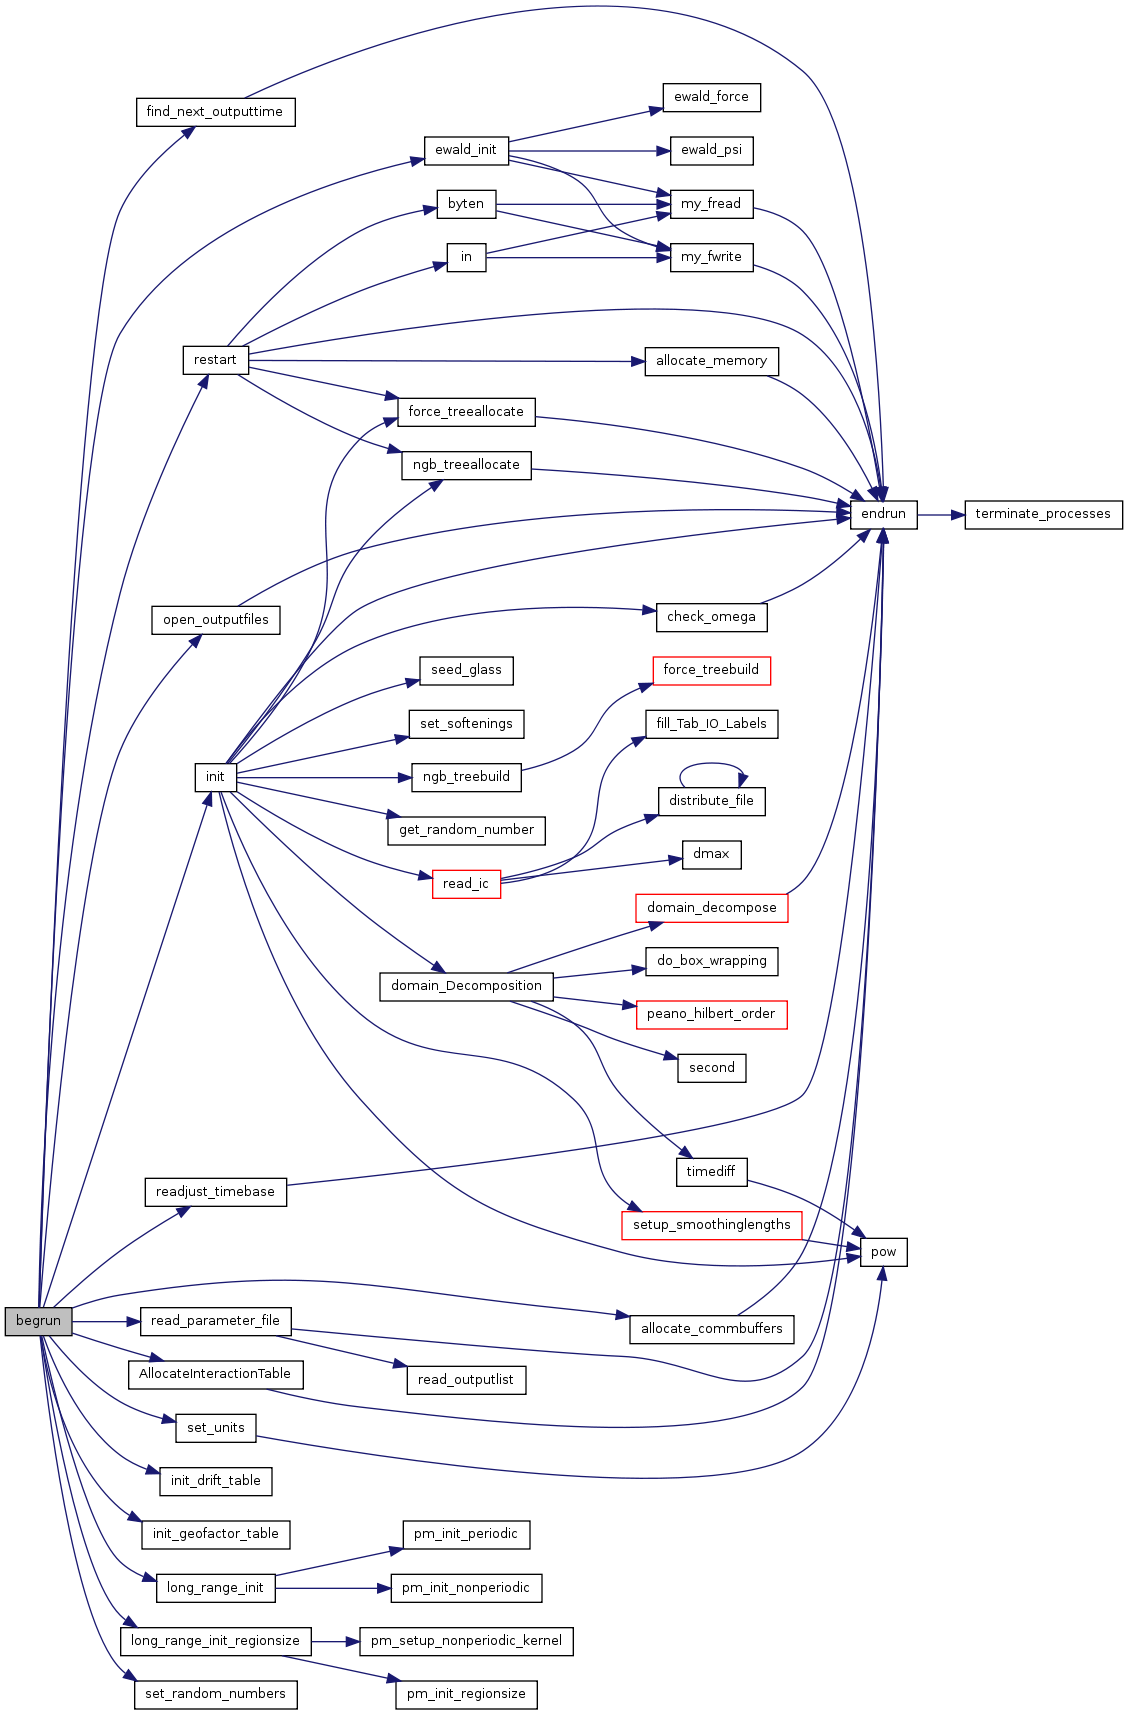 find_next_outputtime
ewald_force
ewald_init
ewald_psi
byten
my_fread
in
my_fwrite
restart
allocate_memory
force_treeallocate
ngb_treeallocate
endrun
terminate_processes
open_outputfiles
check_omega
seed_glass
force_treebuild
set_softenings
fill_Tab_IO_Labels
init
ngb_treebuild
distribute_file
get_random_number
dmax
read_ic
domain_decompose
do_box_wrapping
domain_Decomposition
peano_hilbert_order
second
timediff
readjust_timebase
setup_smoothinglengths
pow
begrun
read_parameter_file
allocate_commbuffers
AllocateInteractionTable
read_outputlist
set_units
init_drift_table
init_geofactor_table
pm_init_periodic
long_range_init
pm_init_nonperiodic
long_range_init_regionsize
pm_setup_nonperiodic_kernel
set_random_numbers
pm_init_regionsize